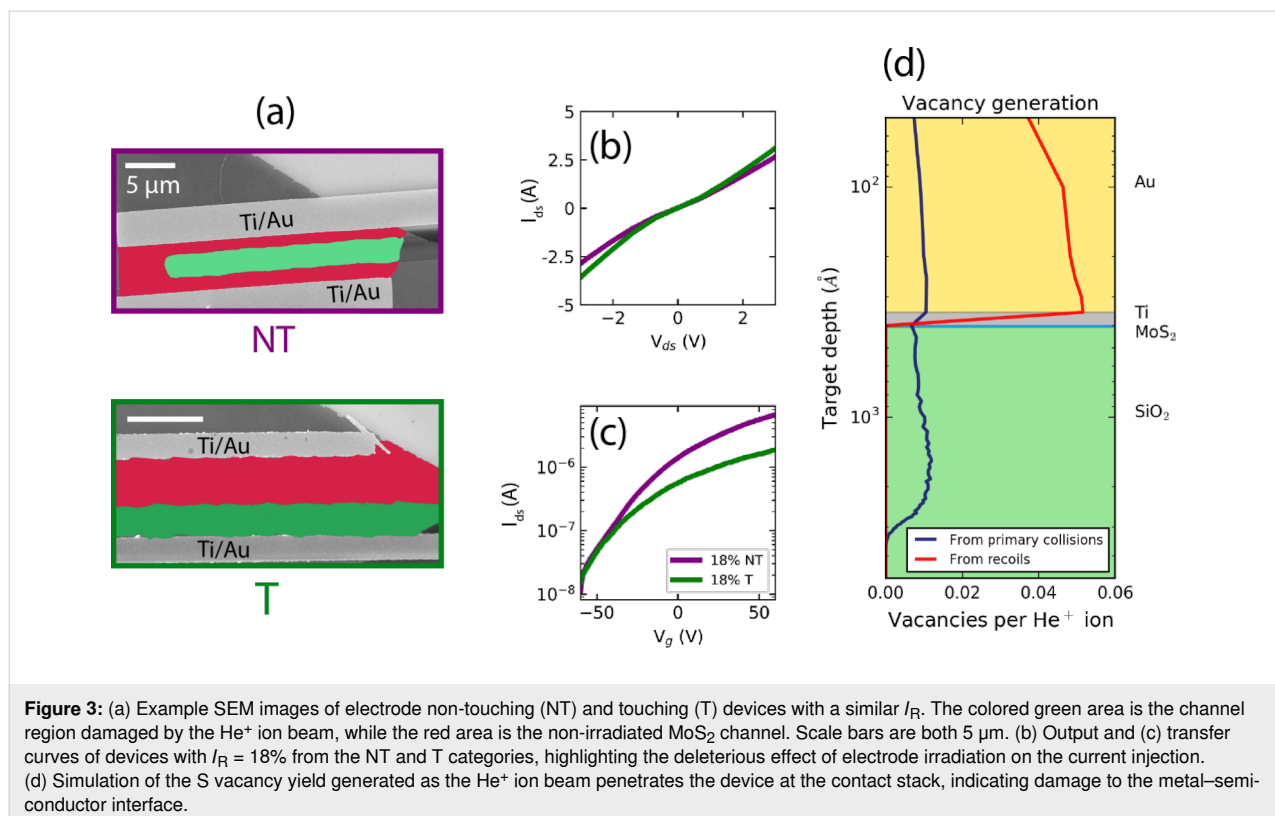 (a)
5 μm
Ti/Au
Ti/Au
NT
Ti/Au
Ti/Au
T
(b)
5
2.5
0
-2.5
-5
I_ds (A)
−2
0
2
V_ds (V)
(c)
10⁻⁶
10⁻⁷
10⁻⁸
I_ds (A)
18% NT
18% T
−50
0
50
V_g (V)
(d)
Vacancy generation
10²
10³
Target depth (Å)
Au
Ti
MoS₂
SiO₂
From primary collisions
From recoils
0.00
0.02
0.04
0.06
Vacancies per He⁺ ion
Figure 3: (a) Example SEM images of electrode non-touching (NT) and touching (T) devices with a similar I_R. The colored green area is the channel
region damaged by the He⁺ ion beam, while the red area is the non-irradiated MoS₂ channel. Scale bars are both 5 μm. (b) Output and (c) transfer
curves of devices with I_R = 18% from the NT and T categories, highlighting the deleterious effect of electrode irradiation on the current injection.
(d) Simulation of the S vacancy yield generated as the He⁺ ion beam penetrates the device at the contact stack, indicating damage to the metal–semi-
conductor interface.